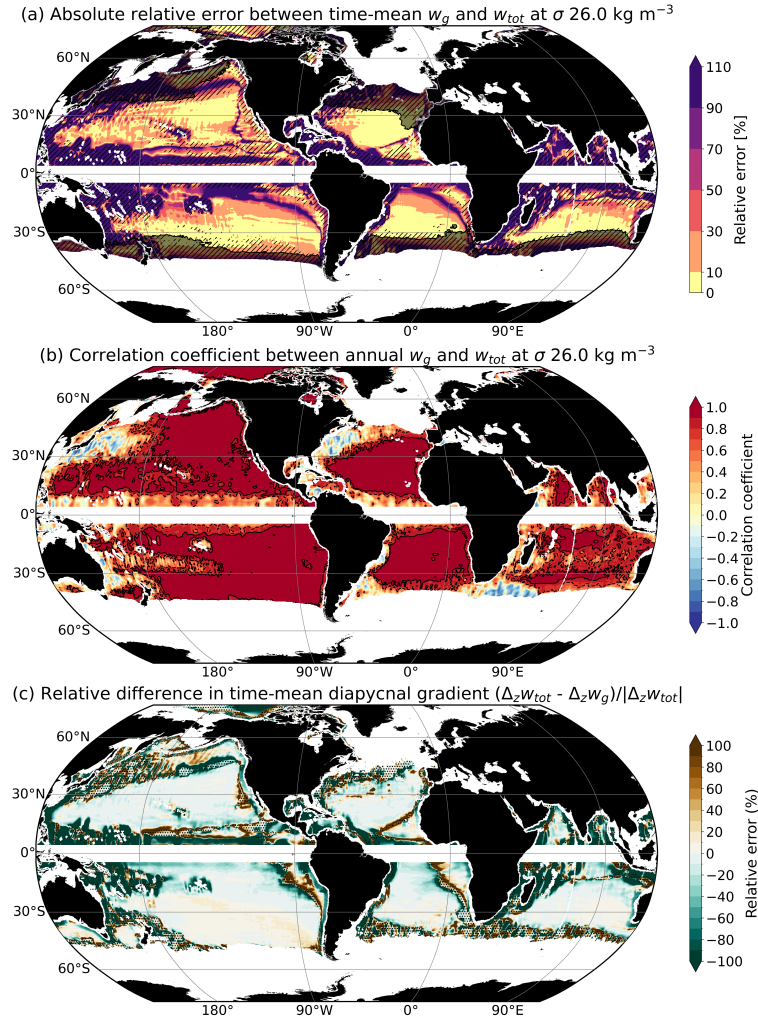 (a) Absolute relative error between time-mean w_g and w_tot at σ 26.0 kg m⁻³
60°N
30°N
0°
30°S
60°S
180° 90°W 0° 90°E
110
90
70
50
30
10
0
Relative error [%]
(b) Correlation coefficient between annual w_g and w_tot at σ 26.0 kg m⁻³
60°N
30°N
0°
30°S
60°S
180° 90°W 0° 90°E
1.0
0.8
0.6
0.4
0.2
0.0
−0.2
−0.4
−0.6
−0.8
−1.0
Correlation coefficient
(c) Relative difference in time-mean diapycnal gradient (Δ_z w_tot - Δ_z w_g)/|Δ_z w_tot|
60°N
30°N
0°
30°S
60°S
180° 90°W 0° 90°E
100
80
60
40
20
0
−20
−40
−60
−80
−100
Relative error (%)